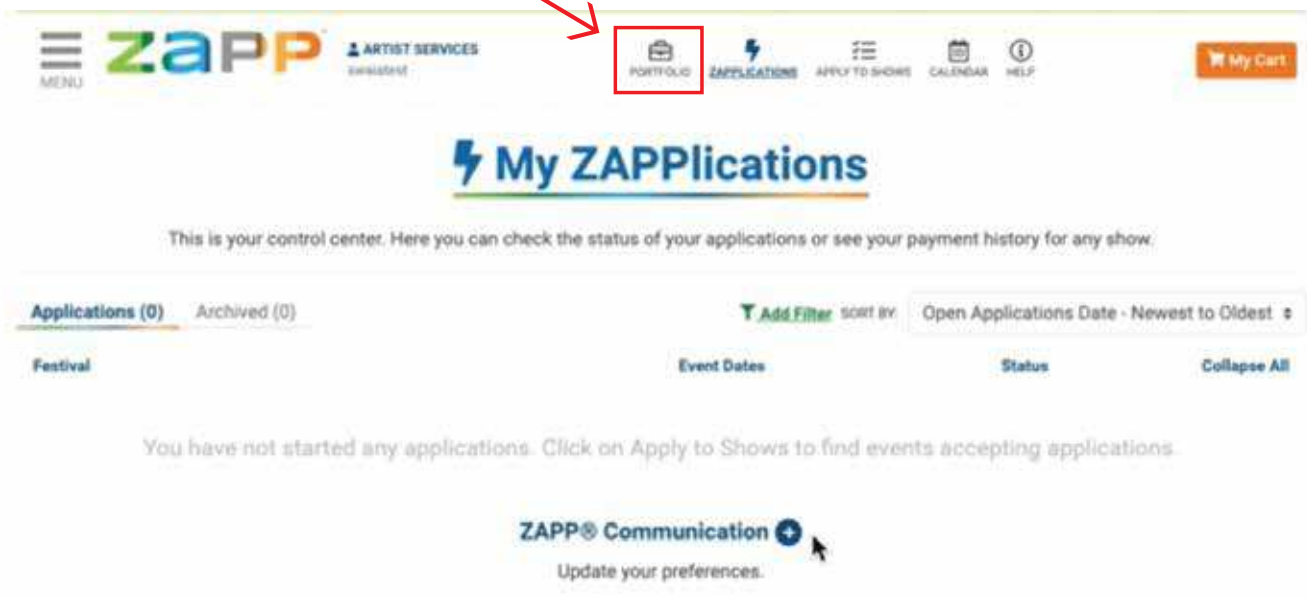 MENU
zapp
ARTIST SERVICES
swaiatest
PORTFOLIO
ZAPPLICATIONS
APPLY TO SHOWS
CALENDAR
HELP
My Cart
My ZAPPlications
This is your control center. Here you can check the status of your applications or see your payment history for any show.
Applications (0)
Archived (0)
Add Filter
SORT BY:
Open Applications Date - Newest to Oldest
Festival
Event Dates
Status
Collapse All
You have not started any applications. Click on Apply to Shows to find events accepting applications.
ZAPP® Communication
Update your preferences.